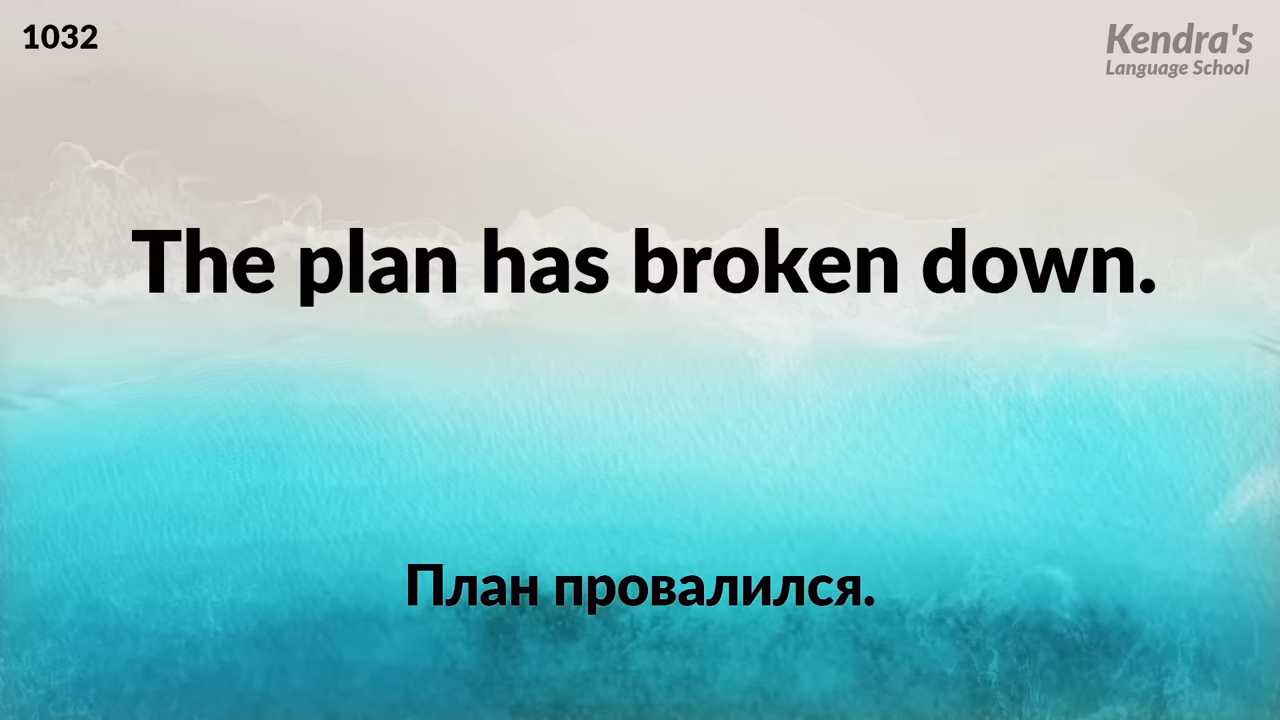 1032
Kendra's
Language School
The plan has broken down.
План провалился.